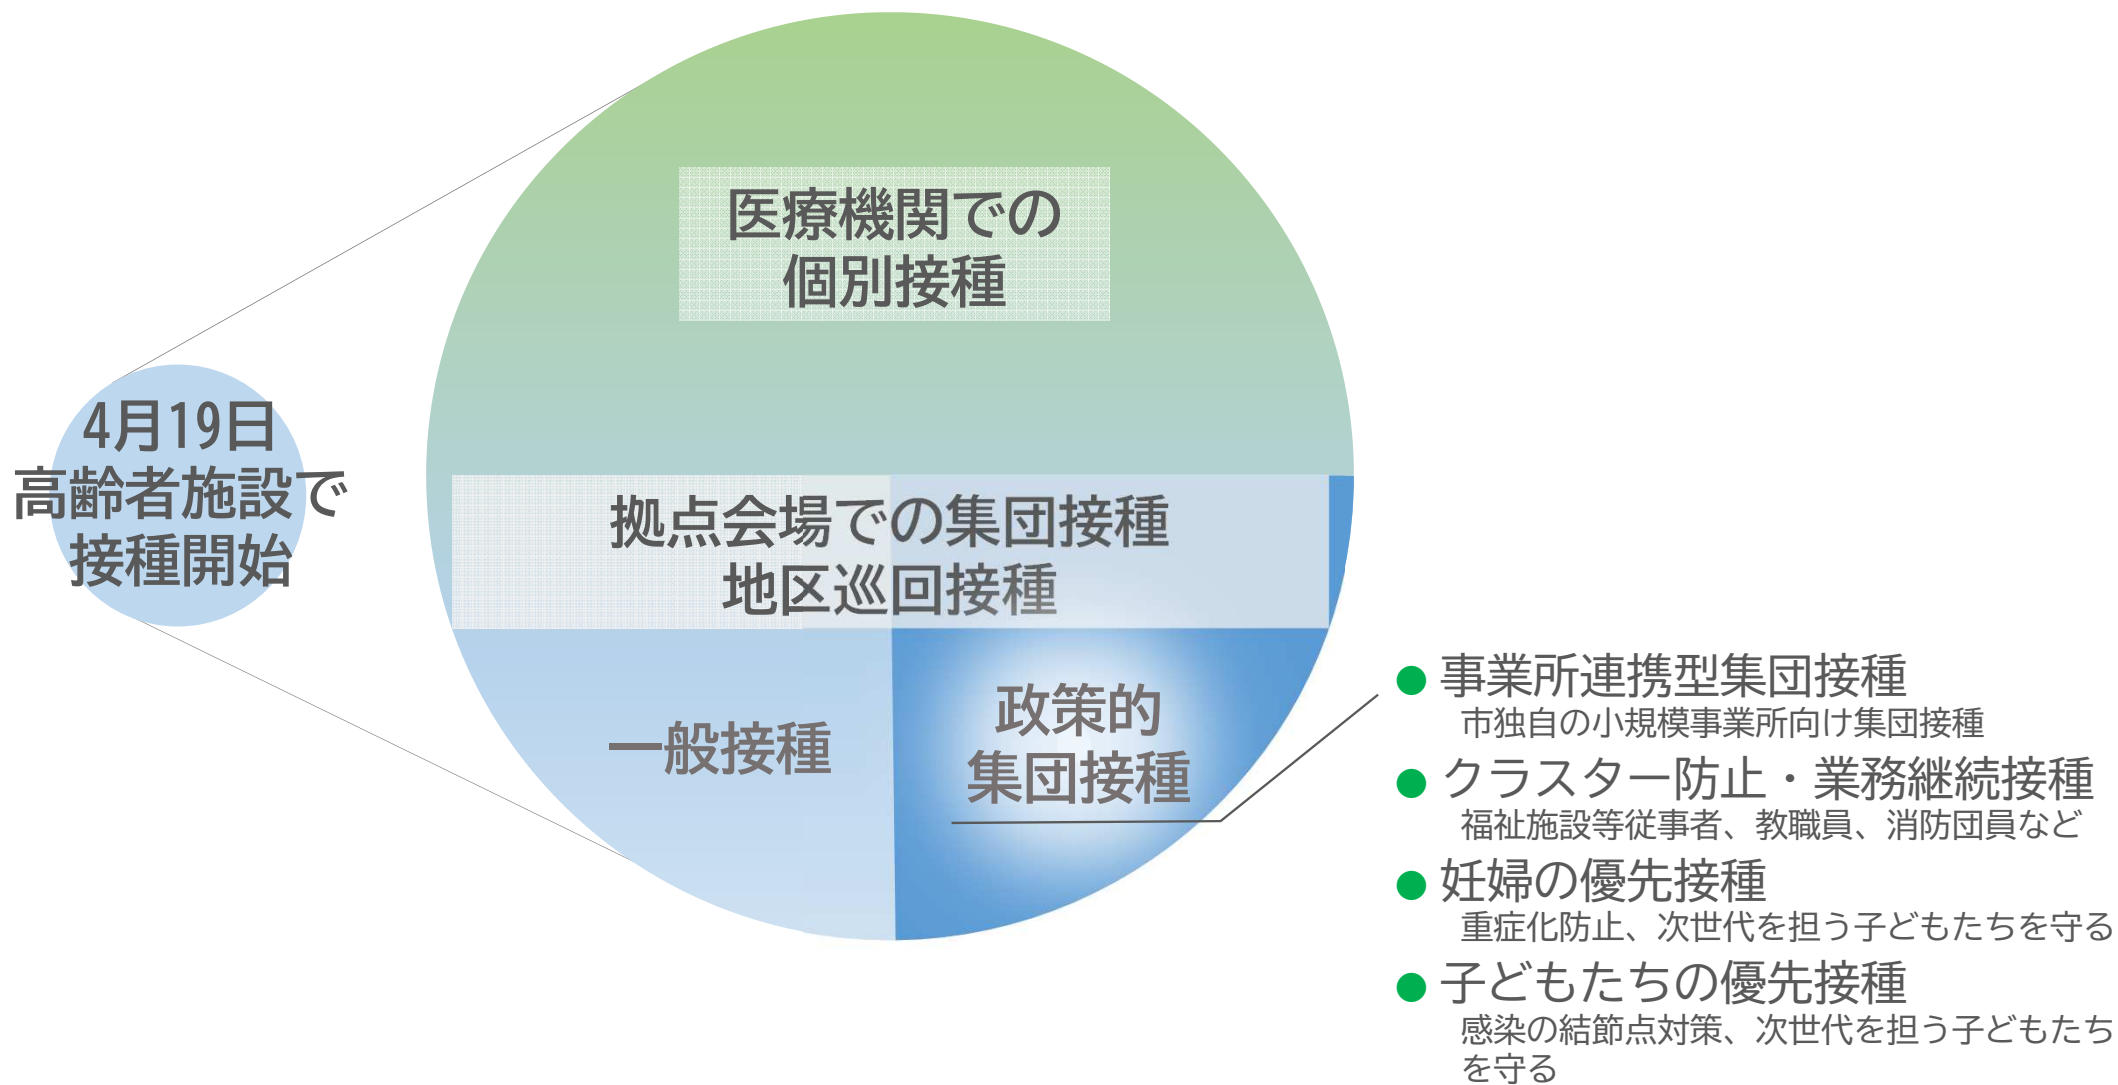 医療機関での
個別接種
4月19日
高齢者施設で
接種開始
拠点会場での集団接種
地区巡回接種
一般接種
政策的
集団接種
● 事業所連携型集団接種
市独自の小規模事業所向け集団接種
● クラスター防止・業務継続接種
福祉施設等従事者、教職員、消防団員など
● 妊婦の優先接種
重症化防止、次世代を担う子どもたちを守る
● 子どもたちの優先接種
感染の結節点対策、次世代を担う子どもたち
を守る